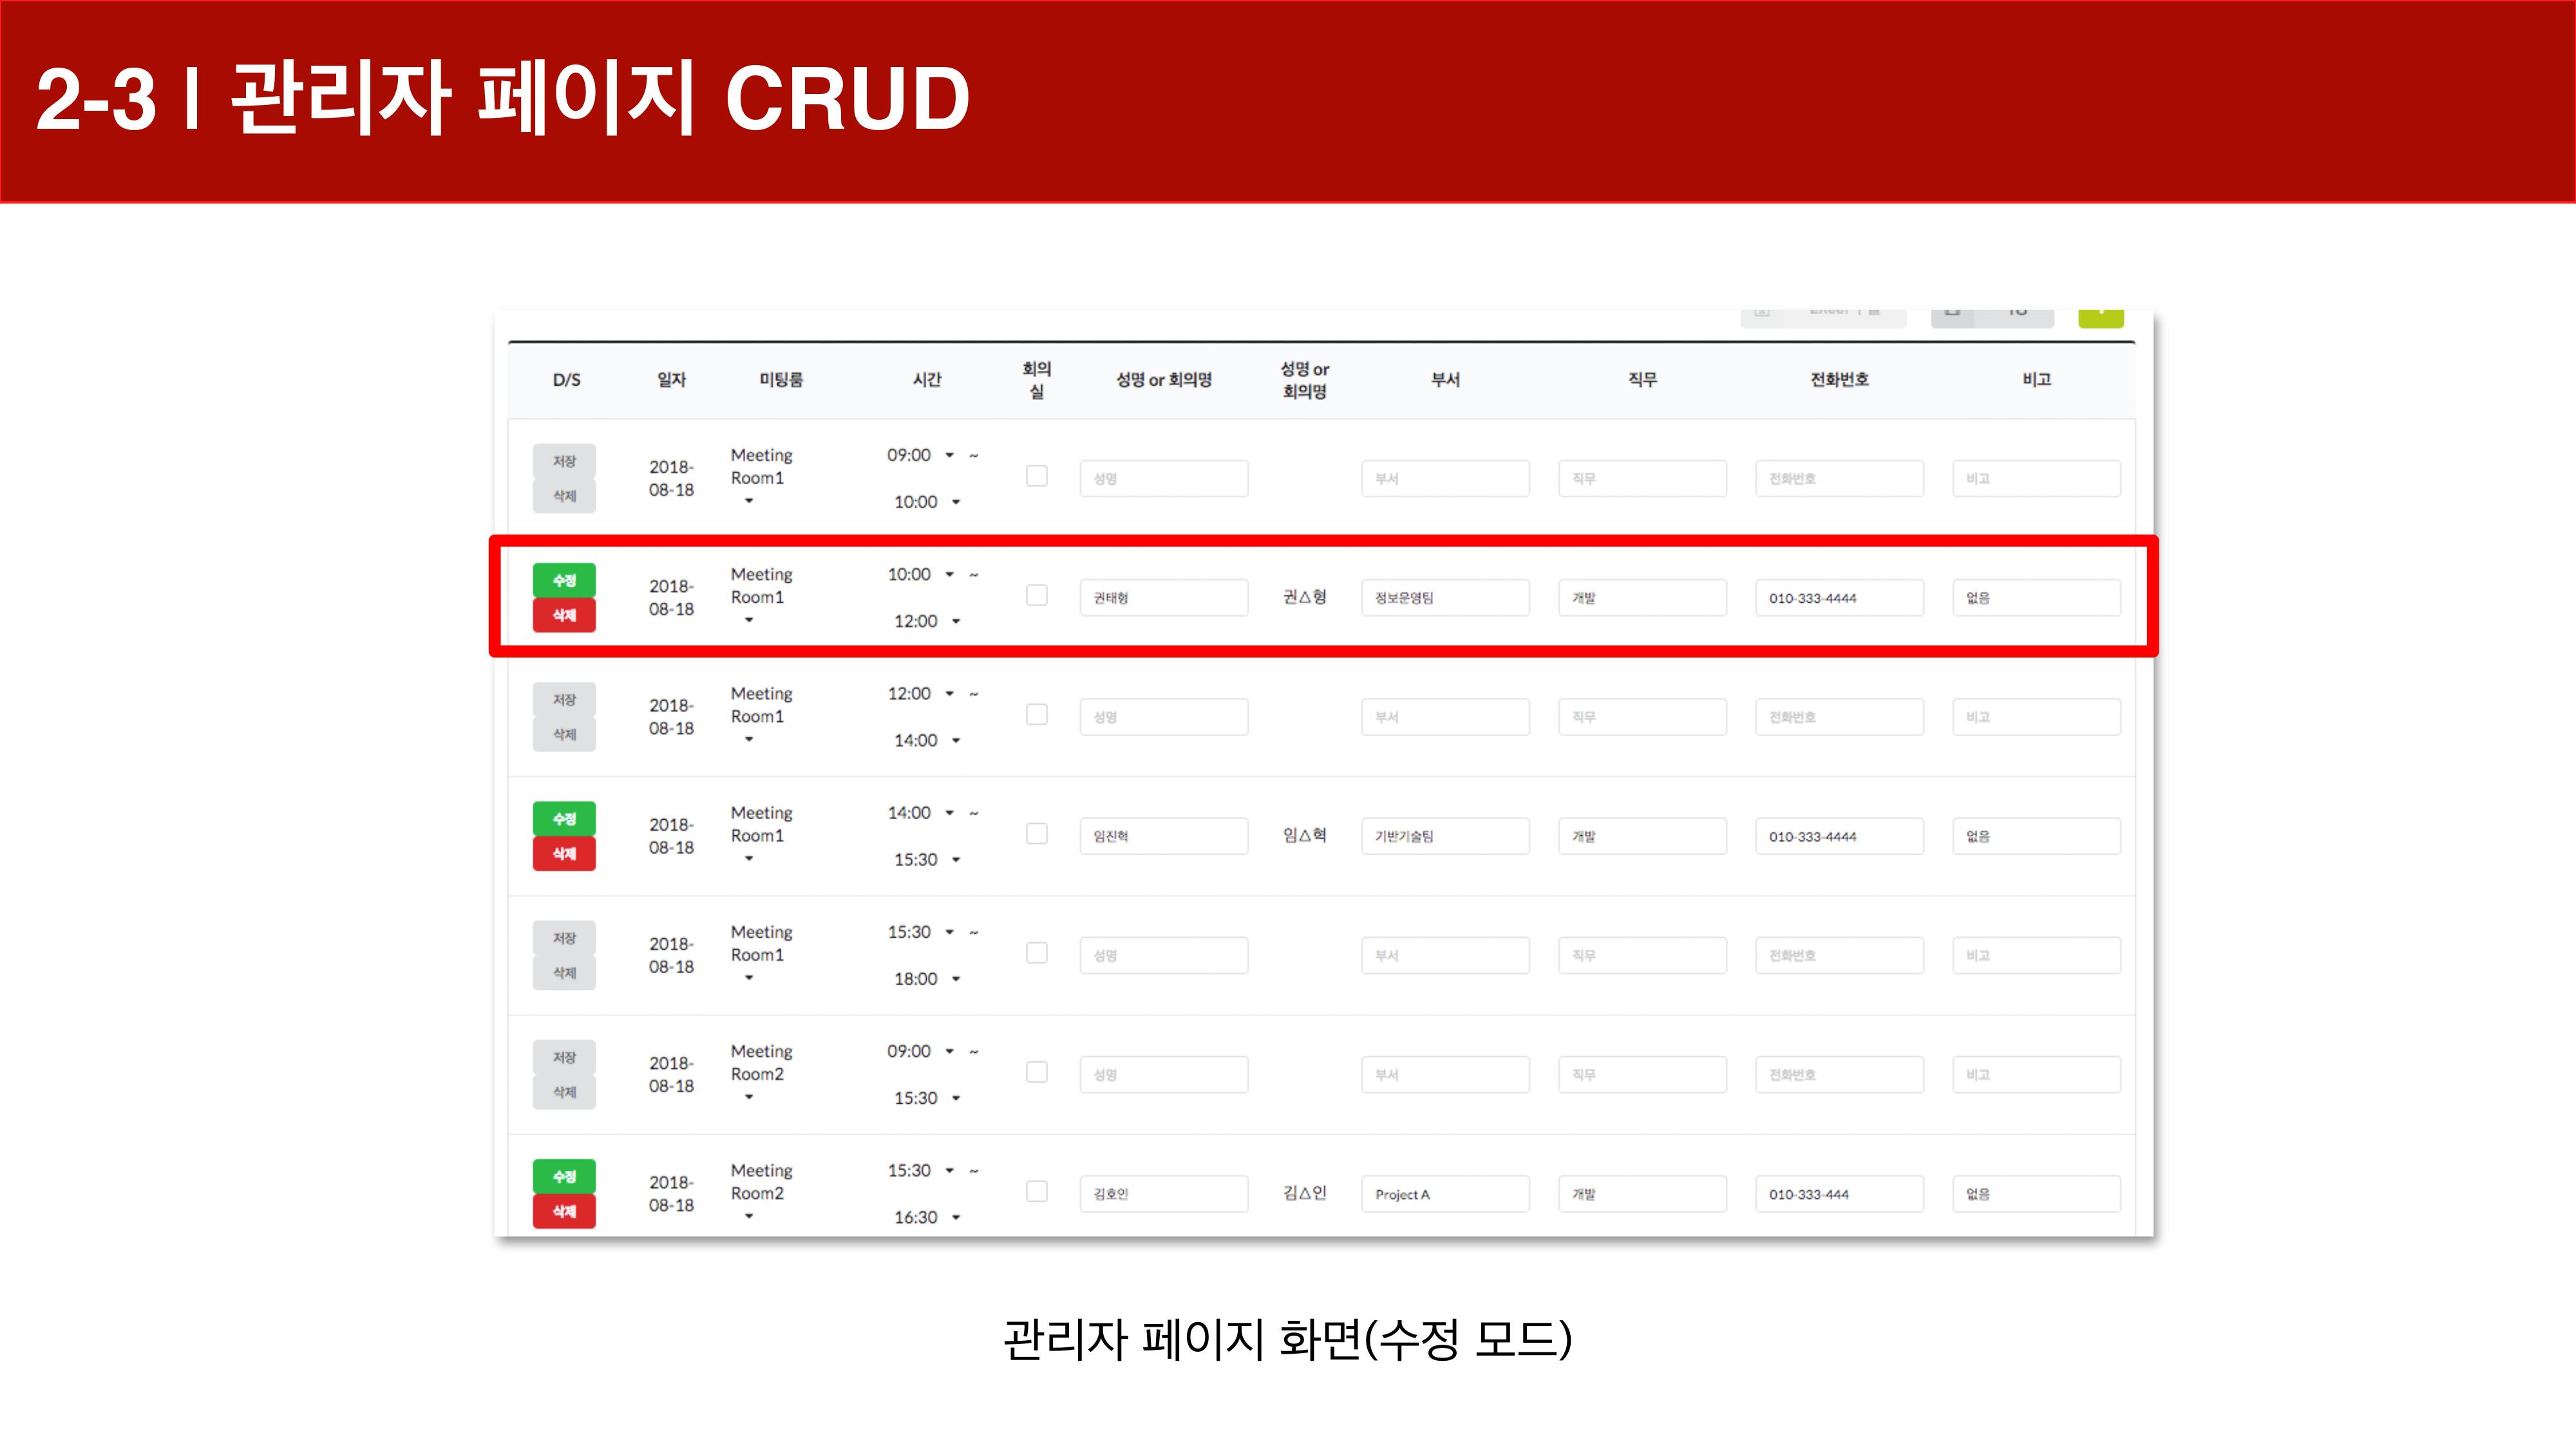 2-3 | 관리자 페이지 CRUD
D/S 일자 미팅룸 시간 회의실 성명 or 회의명 성명 or 회의명 부서 직무 전화번호 비고
저장 삭제 2018-08-18 Meeting Room1 09:00 ~ 10:00 성명 부서 직무 전화번호 비고
수정 삭제 2018-08-18 Meeting Room1 10:00 ~ 12:00 권태형 권△형 정보운영팀 개발 010-333-4444 없음
저장 삭제 2018-08-18 Meeting Room1 12:00 ~ 14:00 성명 부서 직무 전화번호 비고
수정 삭제 2018-08-18 Meeting Room1 14:00 ~ 15:30 임진혁 임△혁 기반기술팀 개발 010-333-4444 없음
저장 삭제 2018-08-18 Meeting Room1 15:30 ~ 18:00 성명 부서 직무 전화번호 비고
저장 삭제 2018-08-18 Meeting Room2 09:00 ~ 15:30 성명 부서 직무 전화번호 비고
수정 삭제 2018-08-18 Meeting Room2 15:30 ~ 16:30 김호인 김△인 Project A 개발 010-333-444 없음
관리자 페이지 화면(수정 모드)